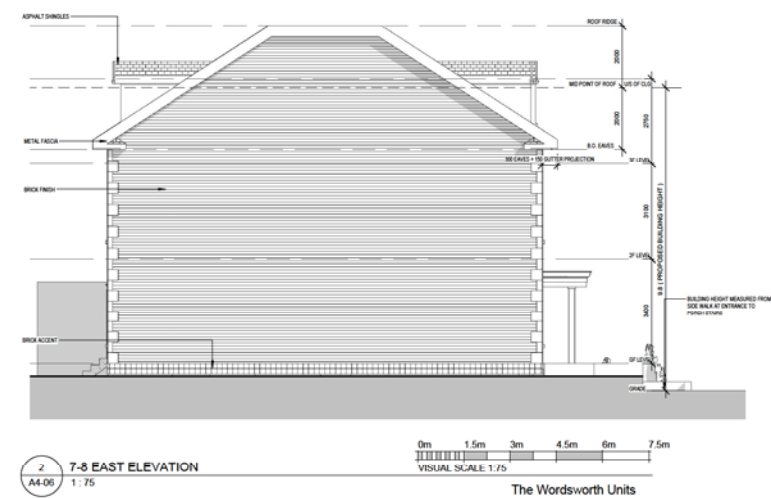 ASPHALT SHINGLES
ROOF RIDGE
2000
MID POINT OF ROOF
U/S OF CLG
METAL FASCIA
2000
2750
B.O. EAVES
300 EAVES + 150 GUTTER PROJECTION
3F LEVEL
BRICK FINISH
3100
9.8 ( PROPOSED BUILDING HEIGHT )
2F LEVEL
BUILDING HEIGHT MEASURED FROM
SIDE WALK AT ENTRANCE TO
PORCH STAIRS
3400
BRICK ACCENT
GF LEVEL
GRADE
2
7-8 EAST ELEVATION
A4-06
1 : 75
0m 1.5m 3m 4.5m 6m 7.5m
VISUAL SCALE 1:75
The Wordsworth Units